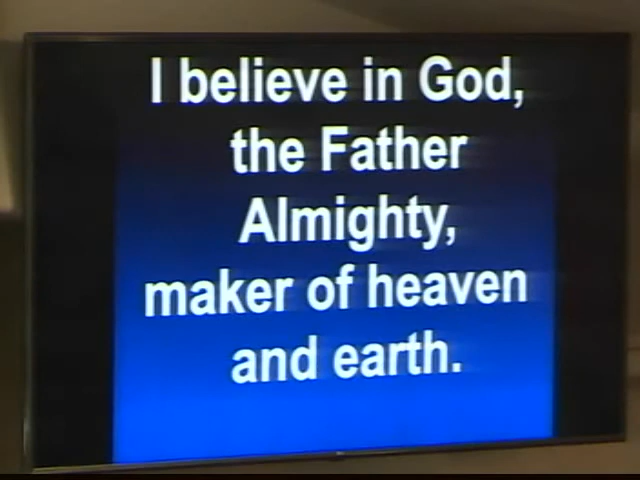 I believe in God,
the Father
Almighty,
maker of heaven
and earth.